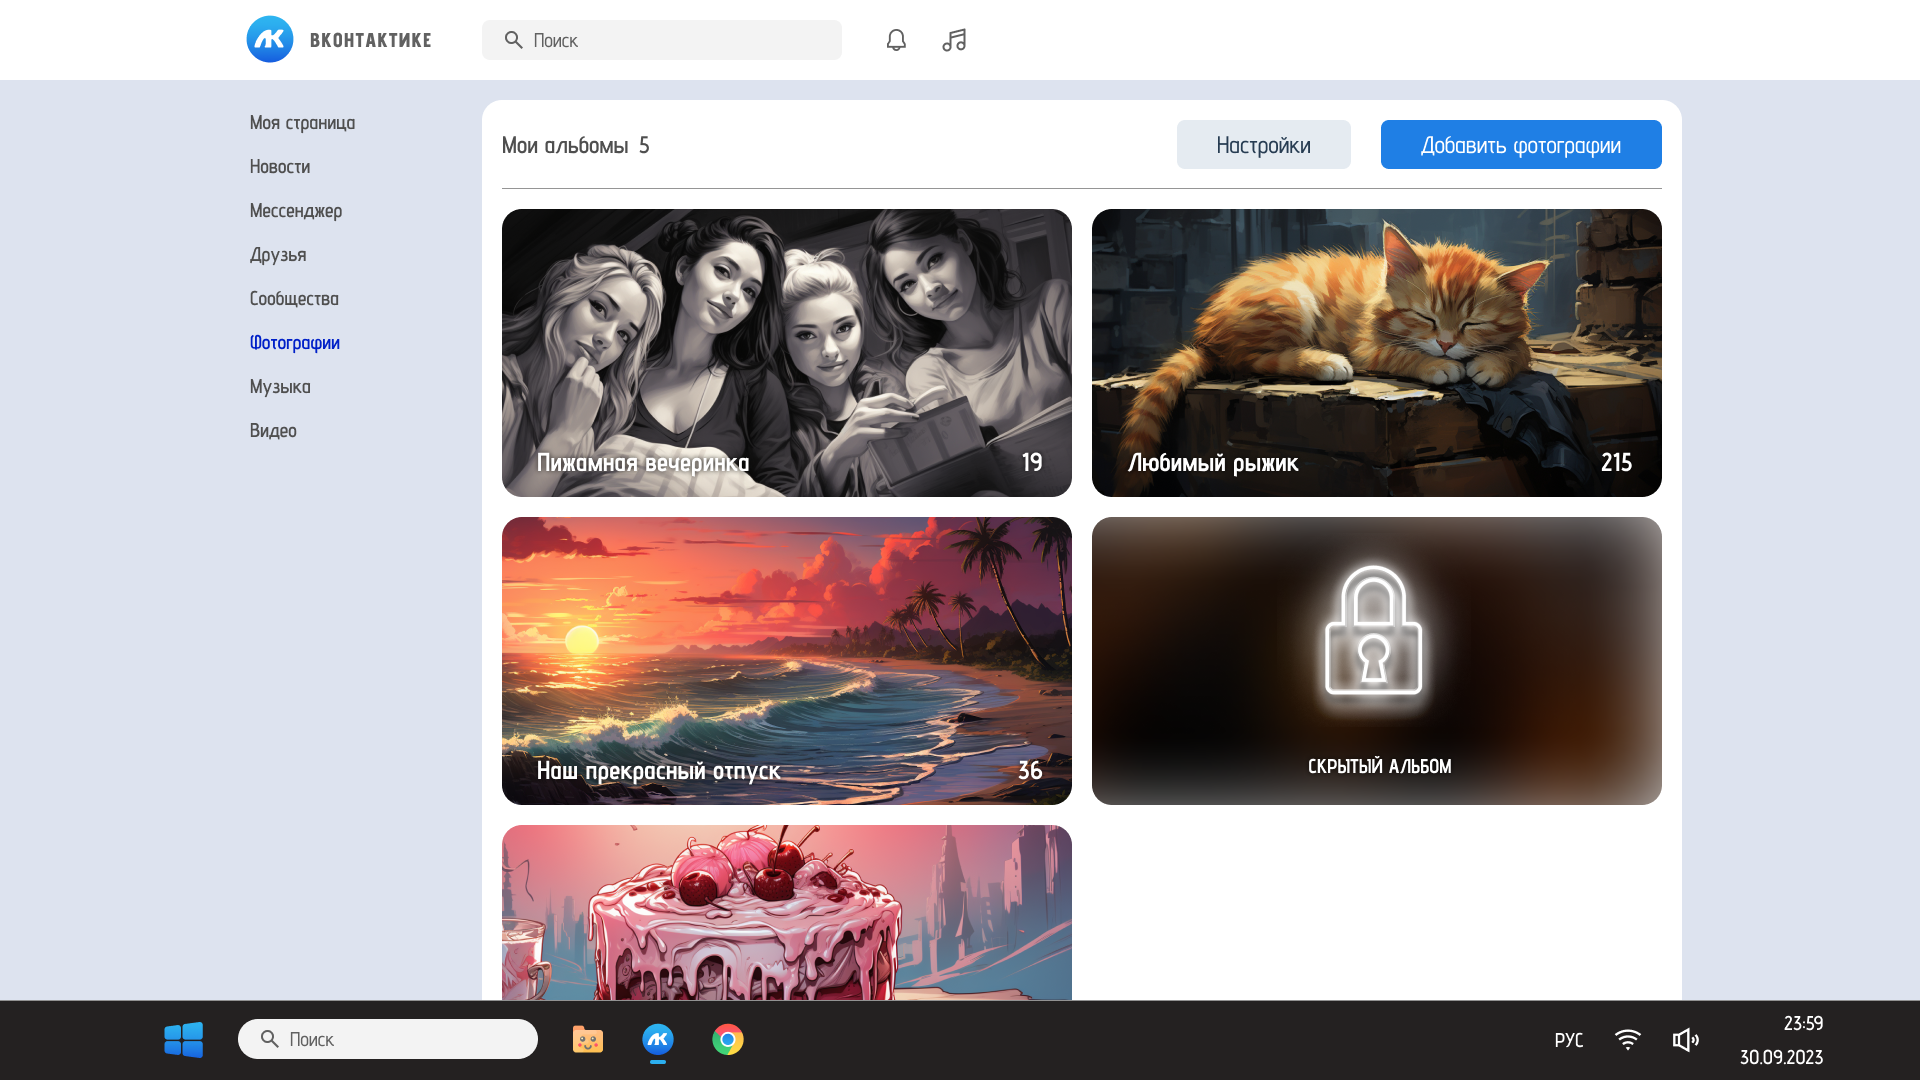 ВКОНТАКТИКЕ
Поиск
Моя страница
Новости
Мессенджер
Друзья
Сообщества
Фотографии
Музыка
Видео
Мои альбомы 5
Настройки
Добавить фотографии
Пижамная вечеринка 19
Любимый рыжик 215
Наш прекрасный отпуск 36
СКРЫТЫЙ АЛЬБОМ
Поиск
РУС
23:59
30.09.2023